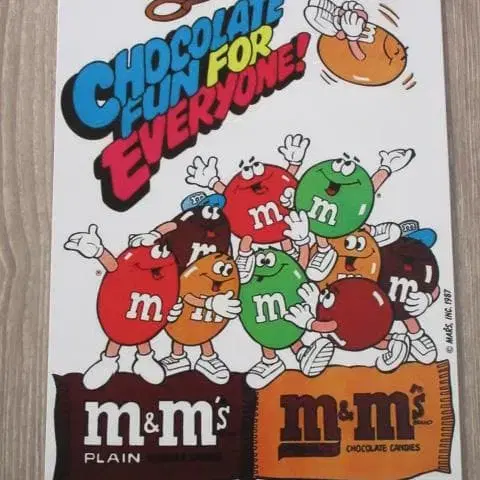 CHOCOLATE
FUN FOR
EVERYONE!
m
m
m
m
m
m
m
© MARS, INC. 1987
m&m's
PLAIN
m&m's
CHOCOLATE CANDIES